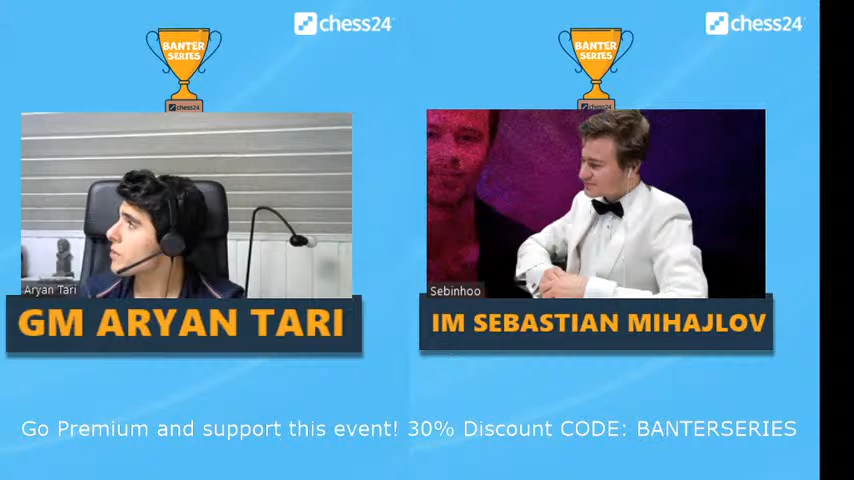 chess24
chess24
BANTER
SERIES
chess24
BANTER
SERIES
chess24
Aryan Tari
Sebinhoo
GM ARYAN TARI
IM SEBASTIAN MIHAJLOV
Go Premium and support this event! 30% Discount CODE: BANTERSERIES